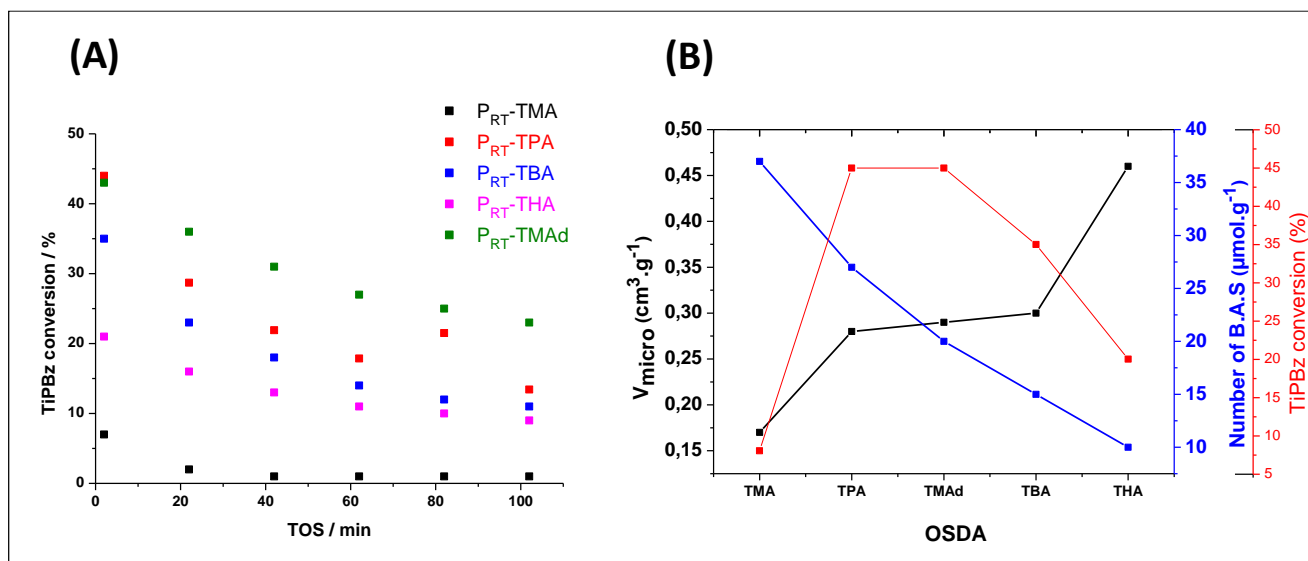 (A)
P_RT-TMA
P_RT-TPA
P_RT-TBA
P_RT-THA
P_RT-TMAd
50
40
30
20
10
0
0 20 40 60 80 100
TiPBz conversion / %
TOS / min
(B)
0,50
0,45
0,40
0,35
0,30
0,25
0,20
0,15
V_micro (cm³.g⁻¹)
TMA TPA TMAd TBA THA
OSDA
40
35
30
25
20
15
10
Number of B.A.S (µmol.g⁻¹)
50
45
40
35
30
25
20
15
10
5
TiPBz conversion (%)